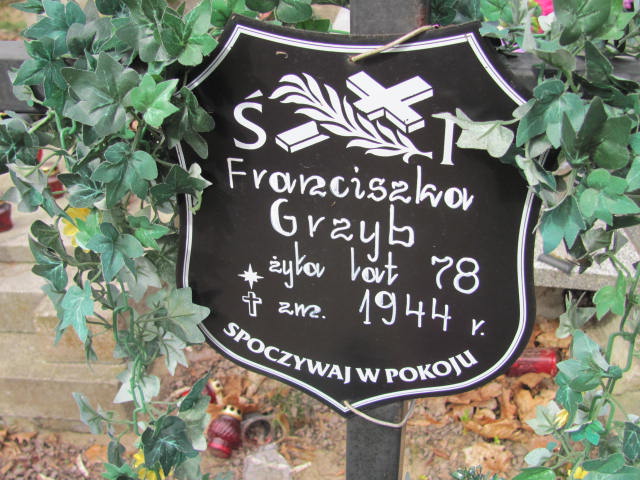 Ś I
Franciszka
Grzyb
żyła lat 78
zm. 1944 r.
SPOCZYWAJ W POKOJU